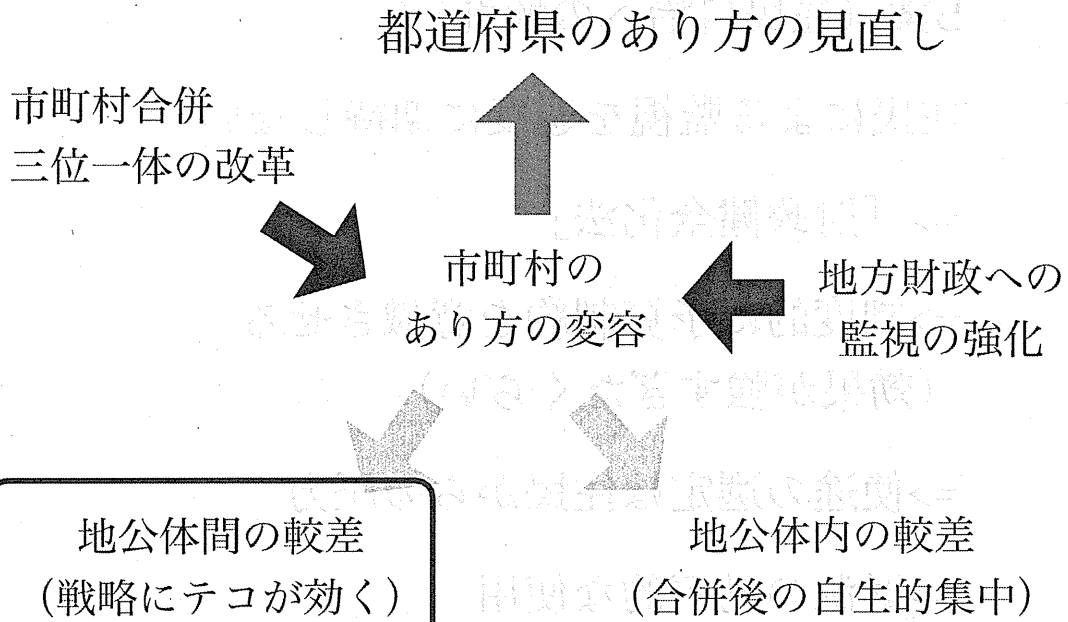 都道府県のあり方の見直し
市町村合併
三位一体の改革
市町村の
あり方の変容
地方財政への
監視の強化
地公体間の較差
(戦略にテコが効く)
地公体内の較差
(合併後の自生的集中)